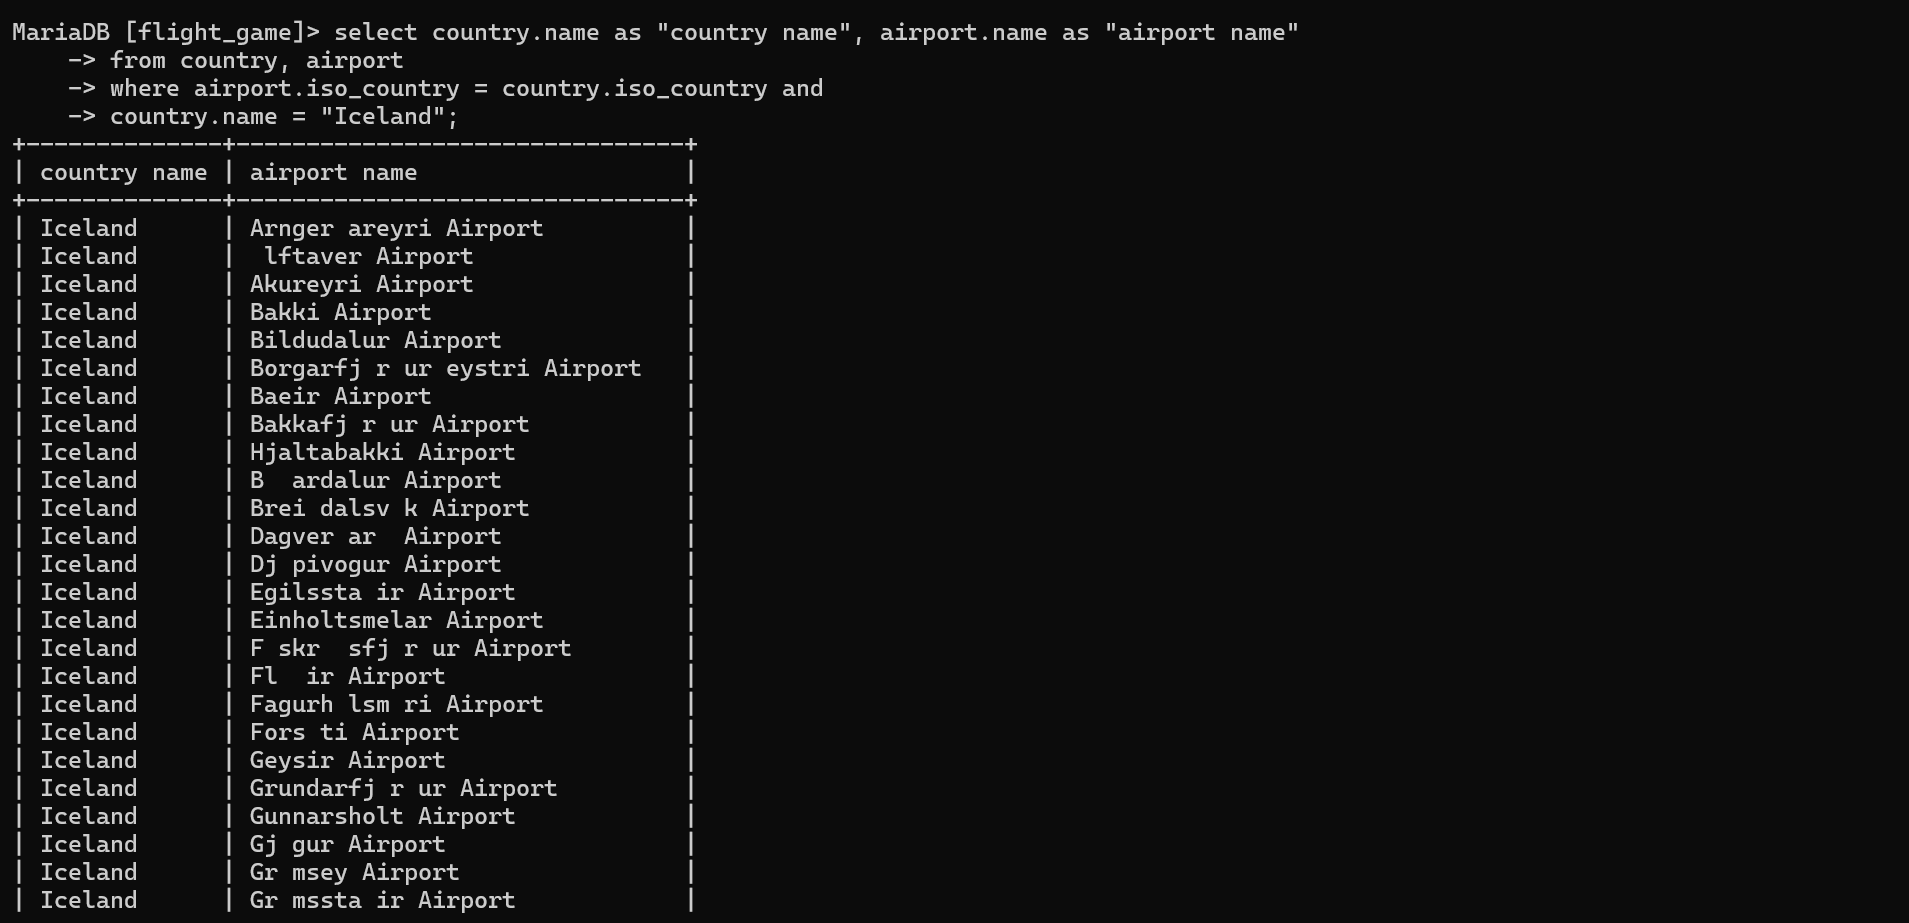 MariaDB [flight_game]> select country.name as "country name", airport.name as "airport name"
    -> from country, airport
    -> where airport.iso_country = country.iso_country and
    -> country.name = "Iceland";
+--------------+--------------------------------+
| country name | airport name                   |
+--------------+--------------------------------+
| Iceland      | Arnger areyri Airport          |
| Iceland      |  lftaver Airport               |
| Iceland      | Akureyri Airport               |
| Iceland      | Bakki Airport                  |
| Iceland      | Bildudalur Airport             |
| Iceland      | Borgarfj r ur eystri Airport   |
| Iceland      | Baeir Airport                  |
| Iceland      | Bakkafj r ur Airport           |
| Iceland      | Hjaltabakki Airport            |
| Iceland      | B  ardalur Airport             |
| Iceland      | Brei dalsv k Airport           |
| Iceland      | Dagver ar  Airport             |
| Iceland      | Dj pivogur Airport             |
| Iceland      | Egilssta ir Airport            |
| Iceland      | Einholtsmelar Airport          |
| Iceland      | F skr  sfj r ur Airport        |
| Iceland      | Fl  ir Airport                 |
| Iceland      | Fagurh lsm ri Airport          |
| Iceland      | Fors ti Airport                |
| Iceland      | Geysir Airport                 |
| Iceland      | Grundarfj r ur Airport         |
| Iceland      | Gunnarsholt Airport            |
| Iceland      | Gj gur Airport                 |
| Iceland      | Gr msey Airport                |
| Iceland      | Gr mssta ir Airport            |